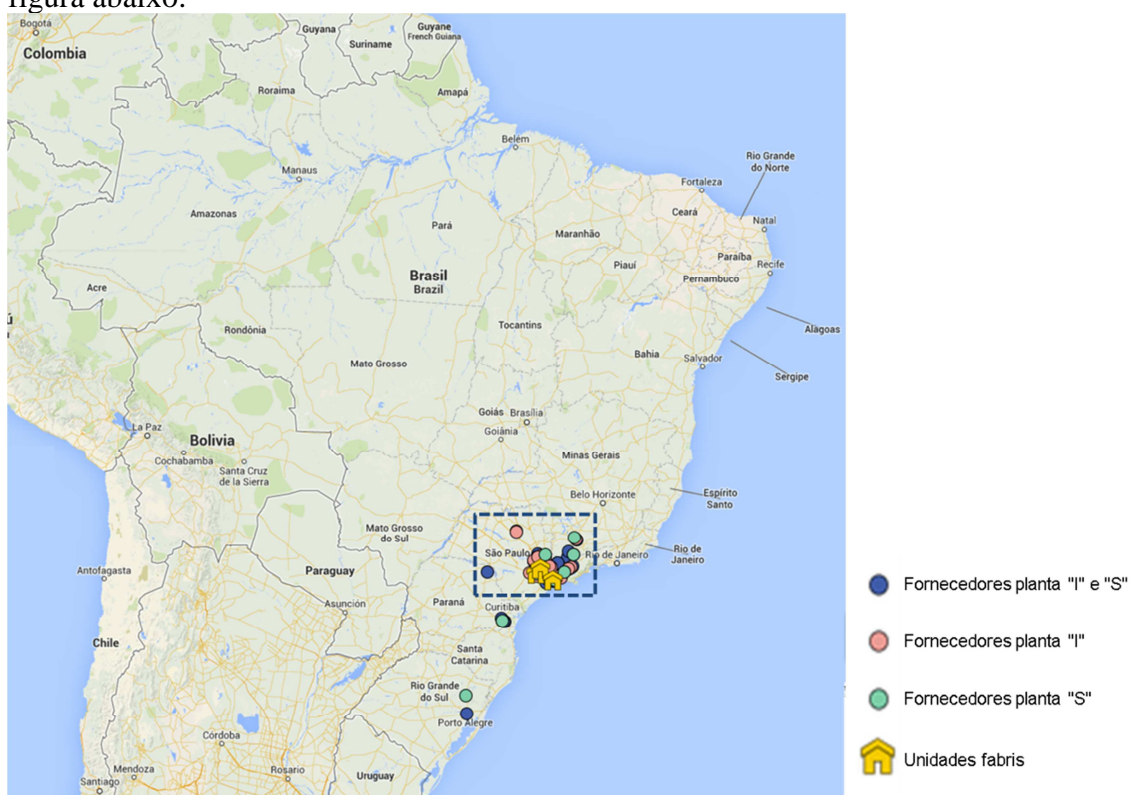 figura abaixo.
Bogotá
Colombia
Guyana
Suriname
Guyane
French Guiana
Roraima
Amapá
Belém
Manaus
Rio Grande
do Norte
Fortaleza
Amazonas
Pará
Ceará
Natal
Maranhão
Piauí
Paraíba
Recife
Pernambuco
Brasil
Brazil
Acre
Rondônia
Tocantins
Alagoas
Mato Grosso
Bahia
Salvador
Sergipe
Goiás
Brasília
Goiânia
La Paz
Bolivia
Cochabamba
Santa Cruz
de la Sierra
Minas Gerais
Belo Horizonte
Espírito
Santo
Mato Grosso
do Sul
São Paulo
Rio de Janeiro
Rio de
Janeiro
Antofagasta
Paraguay
Asunción
Paraná
Curitiba
Chile
Santa
Catarina
Rio Grande
do Sul
Porto Alegre
Córdoba
Mendoza
Rosario
Santiago
Uruguay
Fornecedores planta "I" e "S"
Fornecedores planta "I"
Fornecedores planta "S"
Unidades fabris